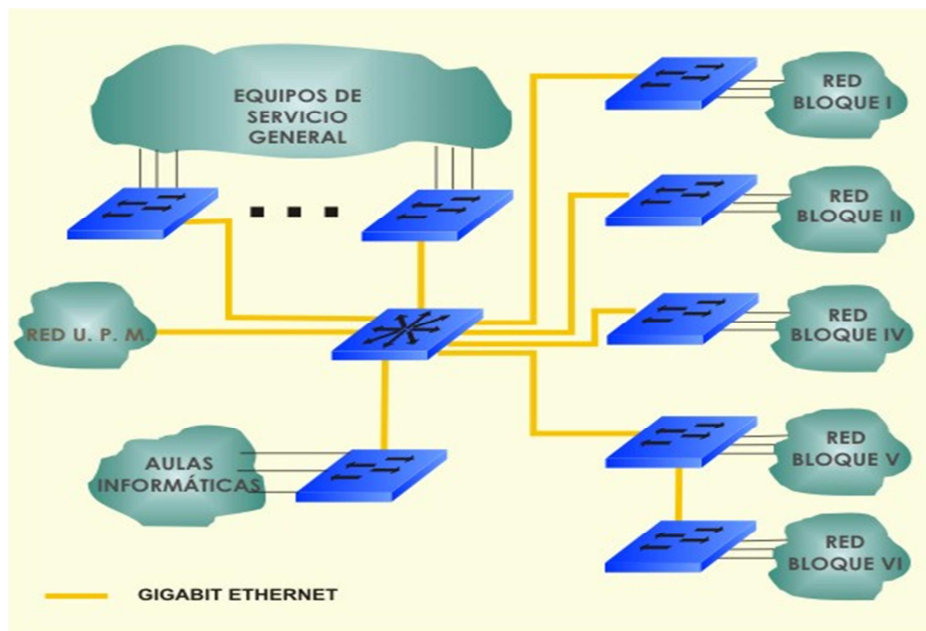 EQUIPOS DE
SERVICIO
GENERAL
RED
BLOQUE I
RED
BLOQUE II
RED U. P. M.
RED
BLOQUE IV
AULAS
INFORMÁTICAS
RED
BLOQUE V
RED
BLOQUE VI
GIGABIT ETHERNET